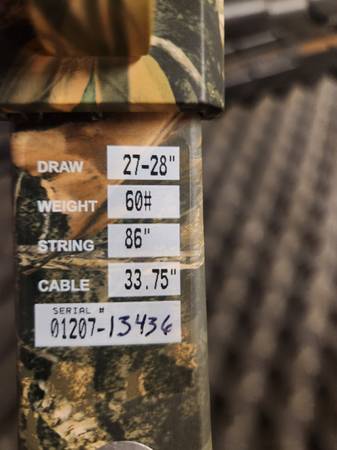 DRAW 27-28"
WEIGHT 60#
STRING 86"
CABLE 33.75"
SERIAL #
01207-13436